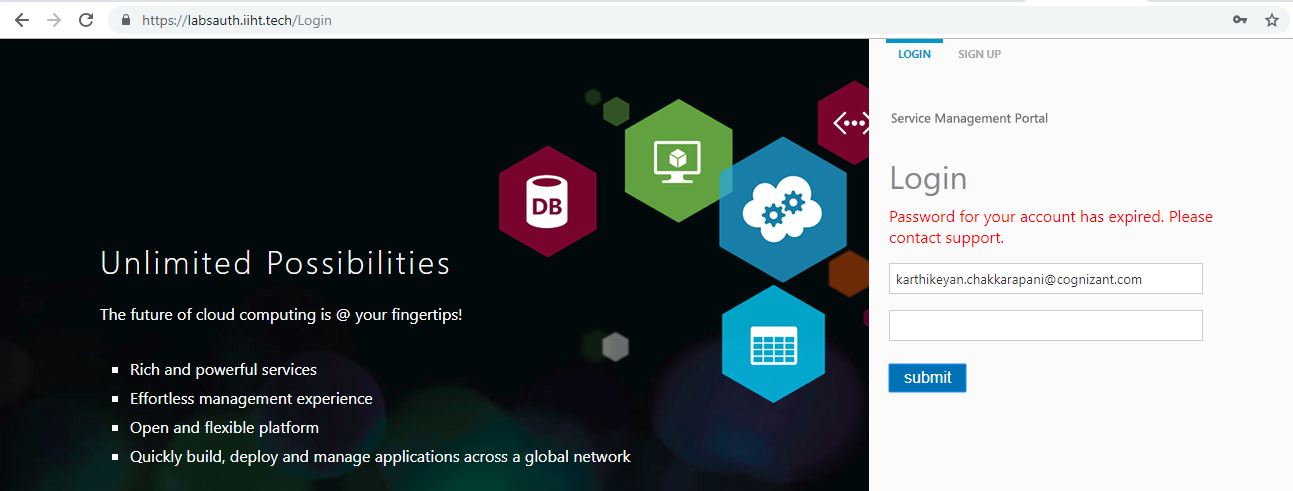 https://labsauth.iiht.tech/Login
LOGIN SIGN UP
Service Management Portal
Login
Password for your account has expired. Please
contact support.
karthikeyan.chakkarapani@cognizant.com
submit
DB
Unlimited Possibilities
The future of cloud computing is @ your fingertips!
Rich and powerful services
Effortless management experience
Open and flexible platform
Quickly build, deploy and manage applications across a global network